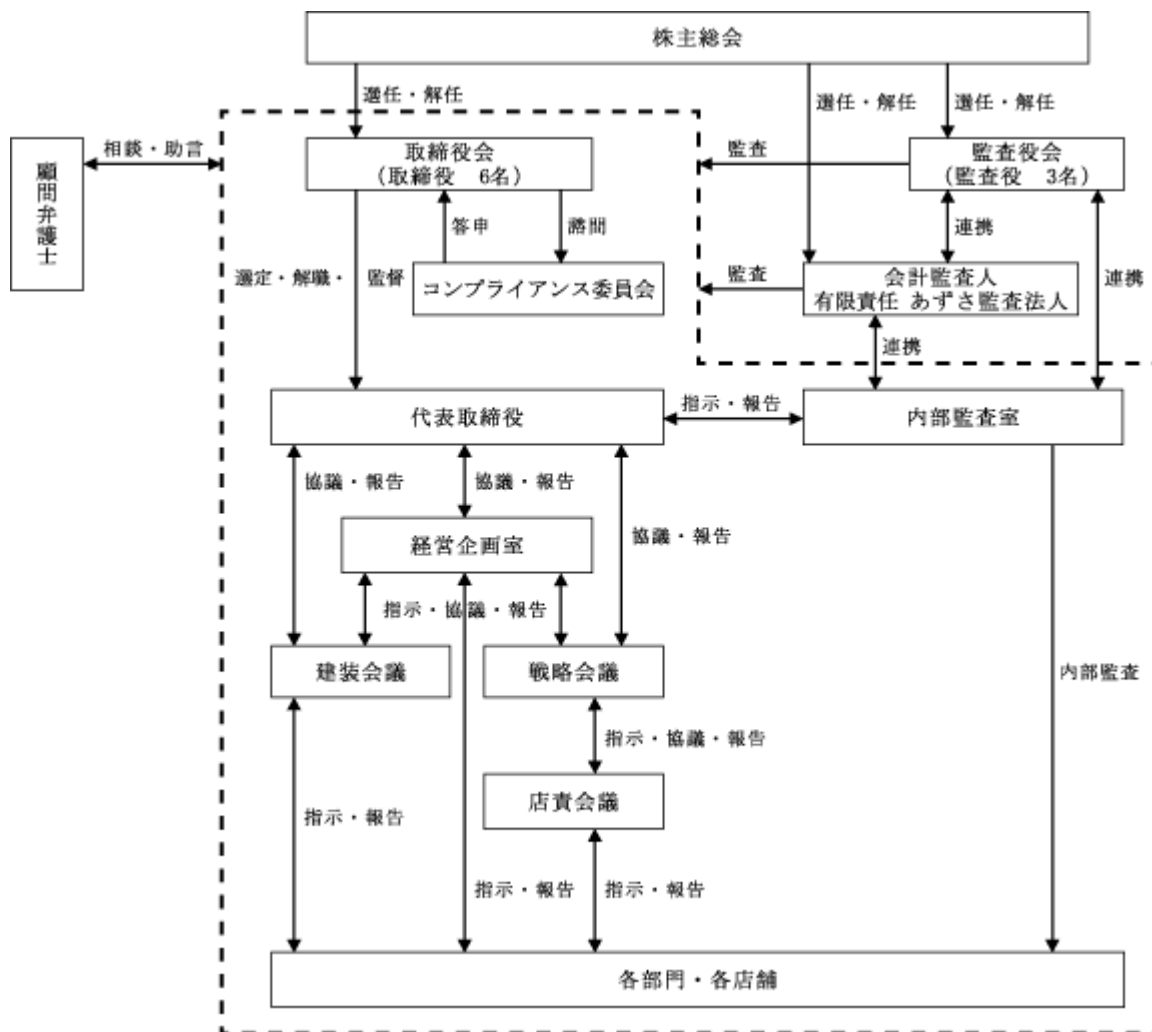 株主総会
選任・解任
選任・解任
選任・解任
顧問弁護士
相談・助言
取締役会
(取締役 6名)
監査
監査役会
(監査役 3名)
答申
諮問
連携
選定・解職・監督
コンプライアンス委員会
監査
会計監査人
有限責任 あずさ監査法人
連携
連携
代表取締役
指示・報告
内部監査室
協議・報告
協議・報告
協議・報告
経営企画室
指示・協議・報告
建装会議
戦略会議
内部監査
指示・協議・報告
店責会議
指示・報告
指示・報告
指示・報告
各部門・各店舗